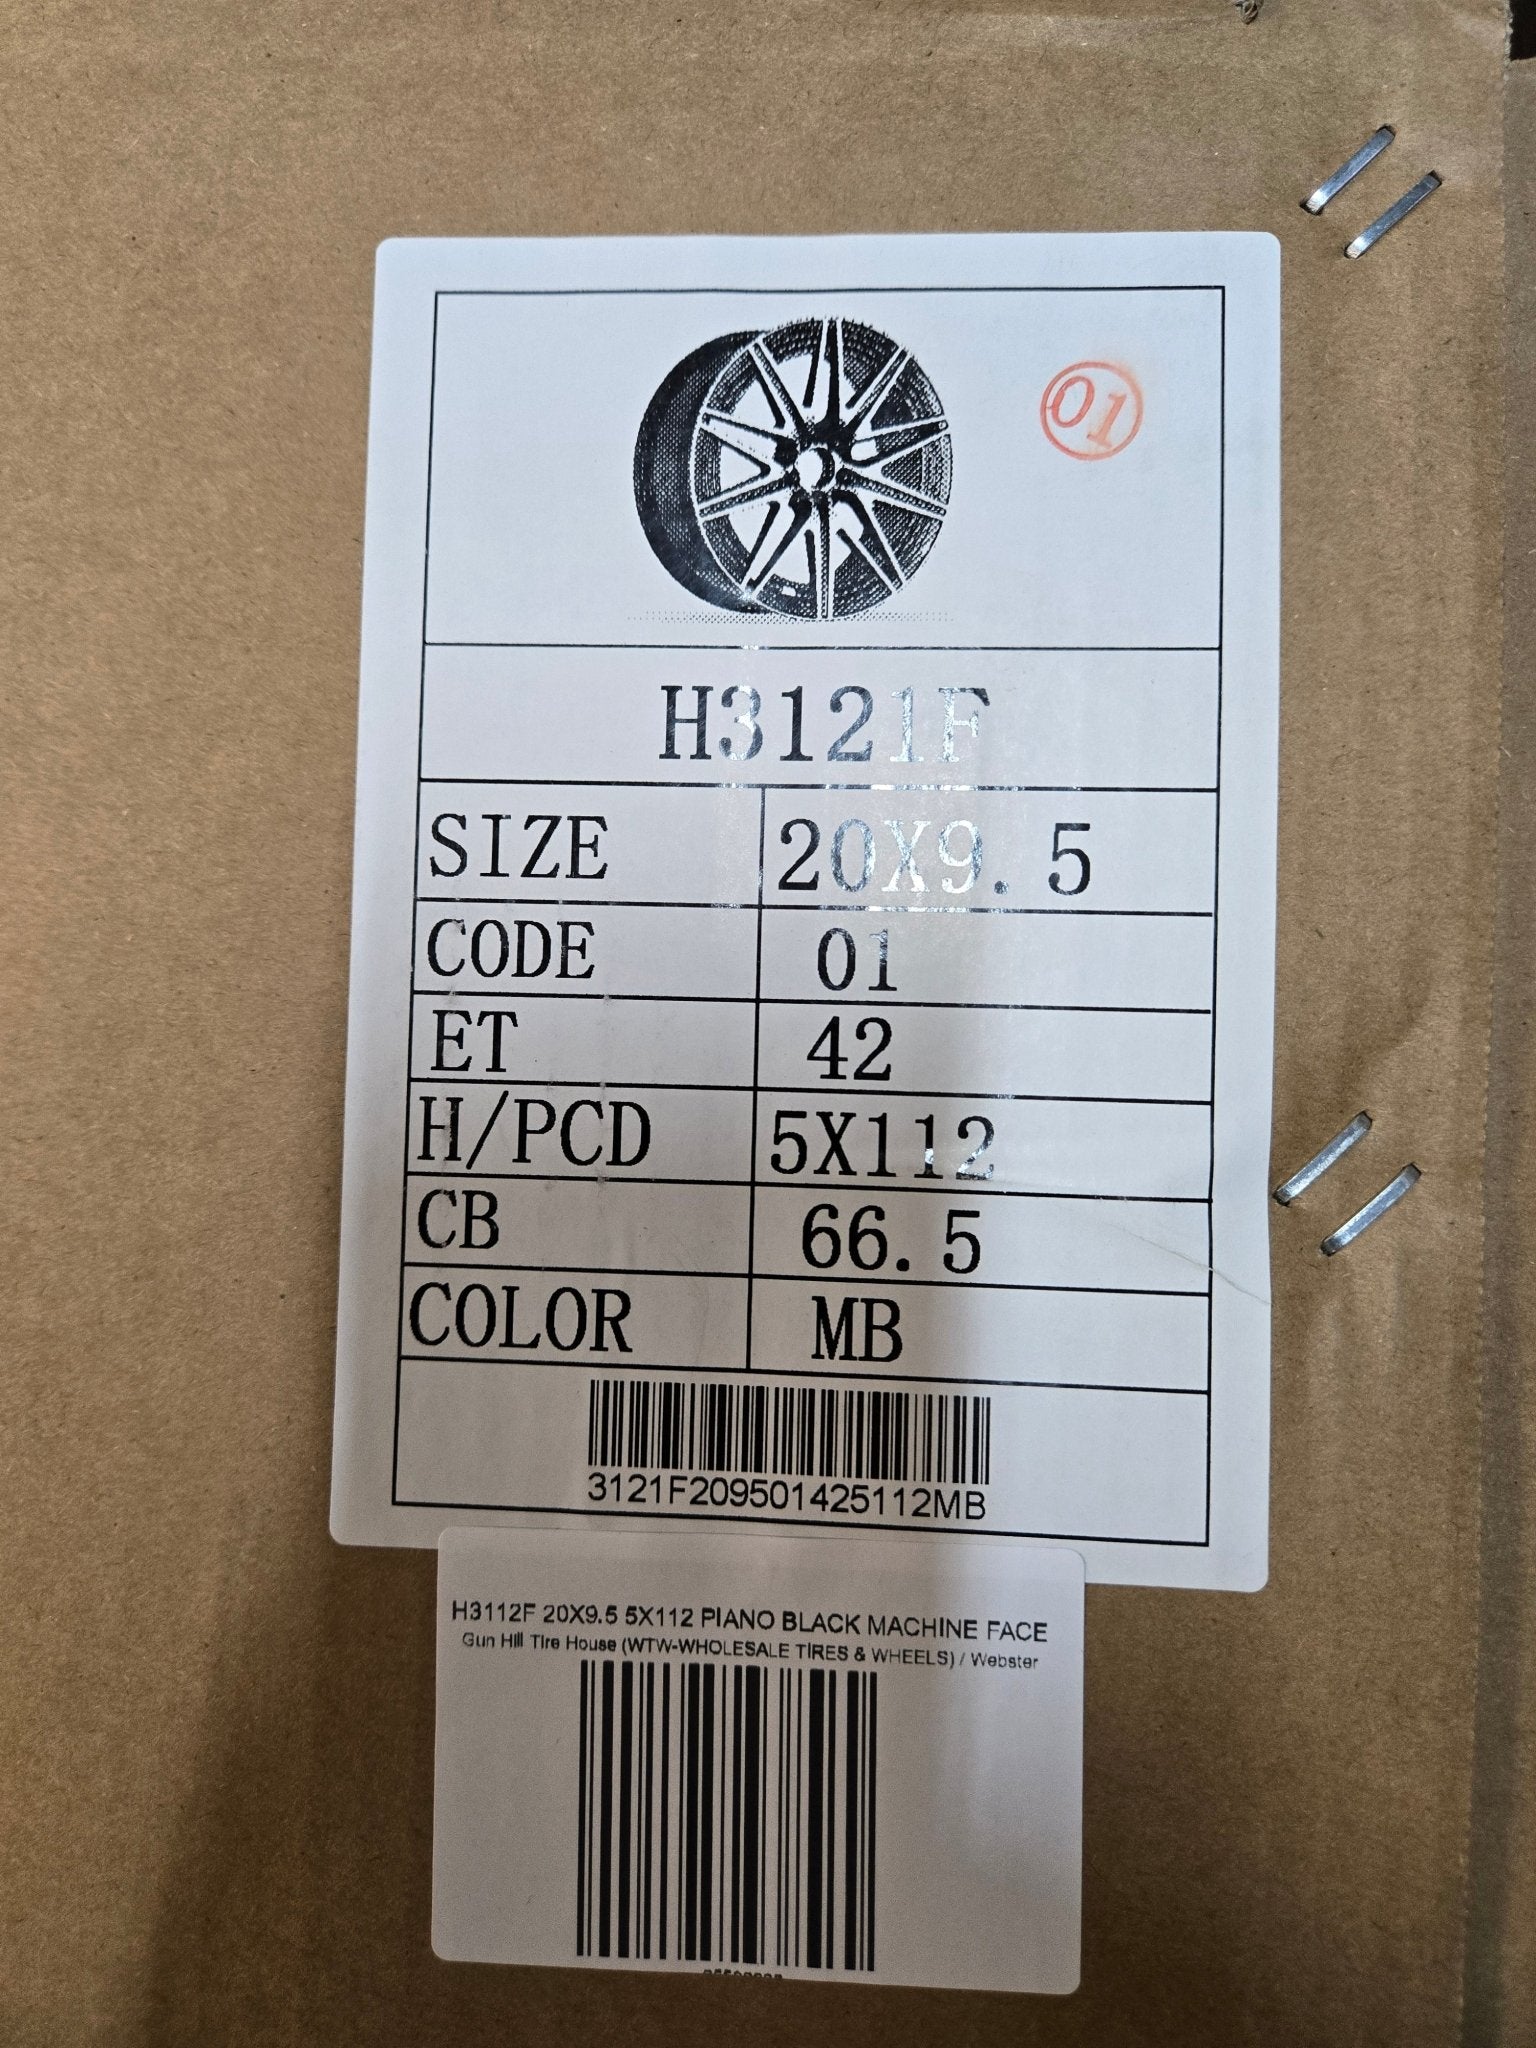 01
H3121F
SIZE 20X9.5
CODE 01
ET 42
H/PCD 5X112
CB 66.5
COLOR MB
3121F209501425112MB
H3112F 20X9.5 5X112 PIANO BLACK MACHINE FACE
Gun Hill Tire House (WTW-WHOLESALE TIRES & WHEELS) / Webster